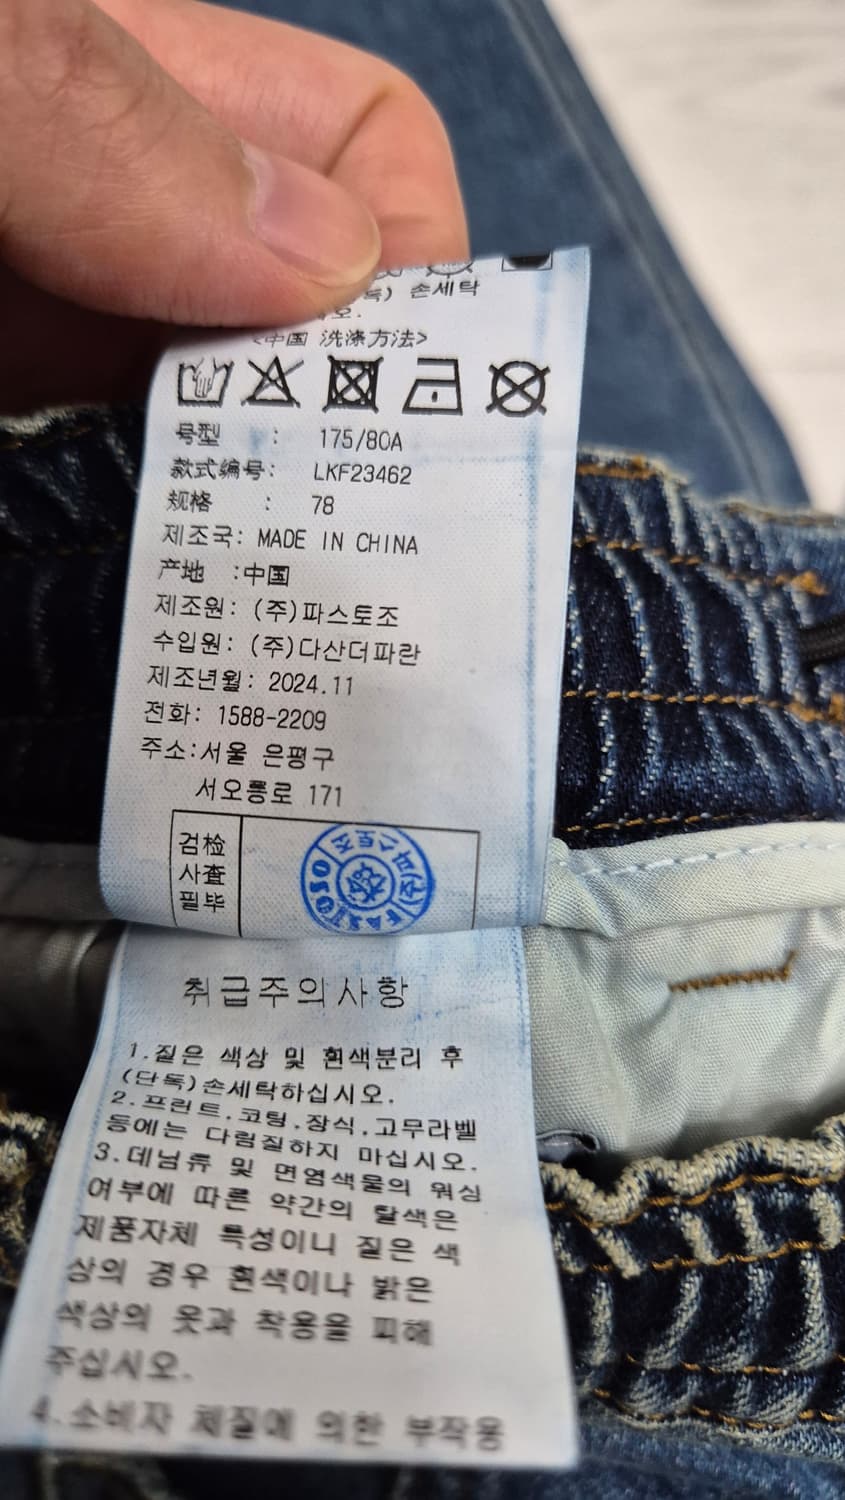 독) 손세탁
오.
<中国 洗涤方法>
号型 : 175/80A
款式编号: LKF23462
规格 : 78
제조국: MADE IN CHINA
产地 :中国
제조원: (주)파스토조
수입원: (주)다산더파란
제조년월: 2024.11
전화: 1588-2209
주소:서울 은평구
서오릉로 171
검检
사査
필毕
(주)파스토조
FASTOSO
취급주의사항
1.짙은 색상 및 흰색분리 후
(단독)손세탁하십시오.
2.프린트.코팅.장식.고무라벨
등에는 다림질하지 마십시오.
3.데님류 및 면염색물의 워싱
여부에 따른 약간의 탈색은
제품자체 특성이니 짙은 색
상의 경우 흰색이나 밝은
색상의 옷과 착용을 피해
주십시오.
4.소비자 체질에 의한 부작용